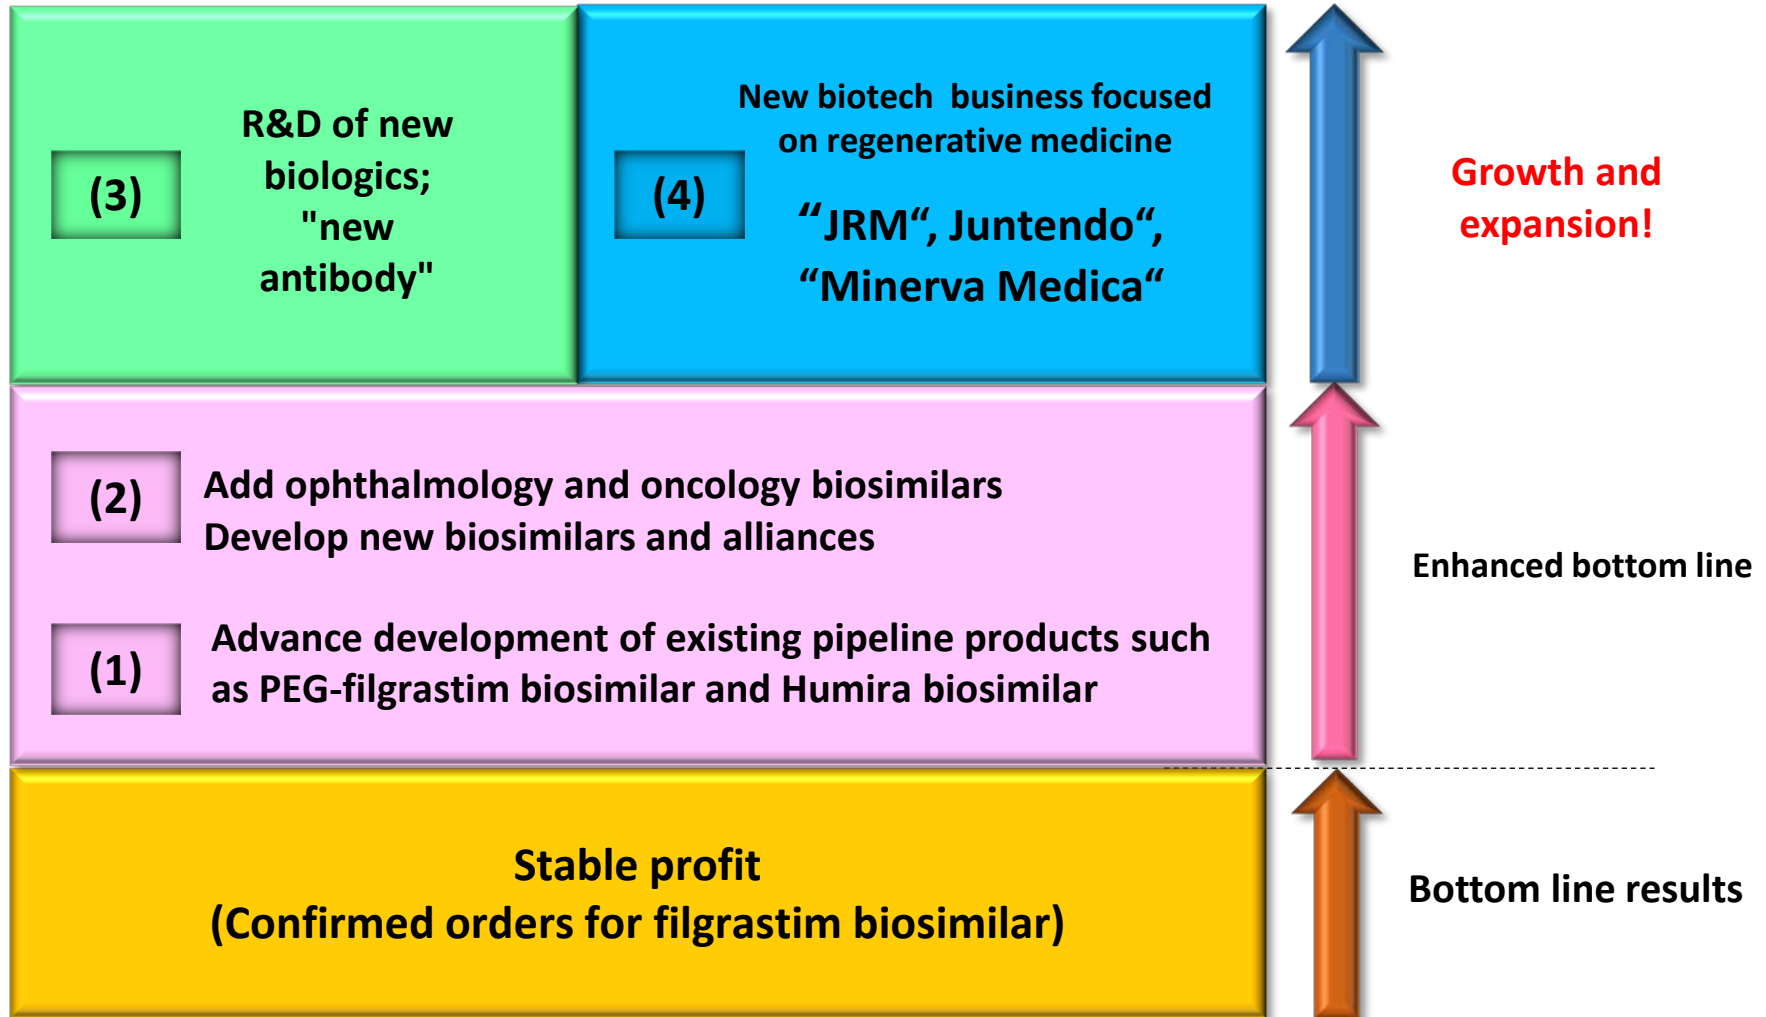 (3)
R&D of new
biologics;
"new
antibody"
(4)
New biotech business focused
on regenerative medicine
“JRM“, Juntendo“,
“Minerva Medica“
Growth and
expansion!
(2)
Add ophthalmology and oncology biosimilars
Develop new biosimilars and alliances
(1)
Advance development of existing pipeline products such
as PEG-filgrastim biosimilar and Humira biosimilar
Enhanced bottom line
Stable profit
(Confirmed orders for filgrastim biosimilar)
Bottom line results